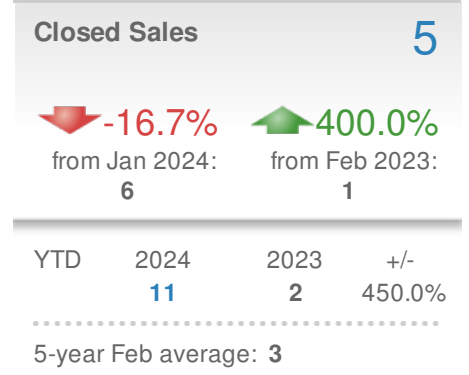 Closed Sales 5
-16.7% 400.0%
from Jan 2024: from Feb 2023:
6 1
YTD 2024 2023 +/-
11 2 450.0%
5-year Feb average: 3